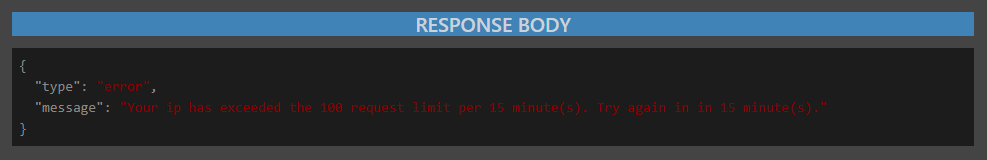 RESPONSE BODY
{
"type": "error",
"message": "Your ip has exceeded the 100 request limit per 15 minute(s). Try again in in 15 minute(s)."
}